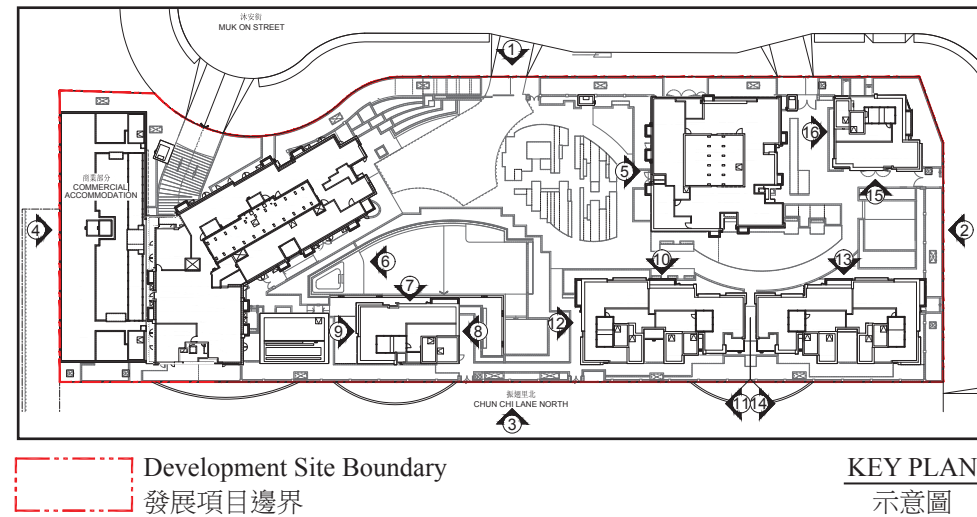 沐安街
MUK ON STREET
1
16
商業部分
COMMERCIAL
ACCOMMODATION
5
15
4
2
6
10
13
7
9
8
12
11
14
振翅里北
CHUN CHI LANE NORTH
3
Development Site Boundary
發展項目邊界
KEY PLAN
示意圖